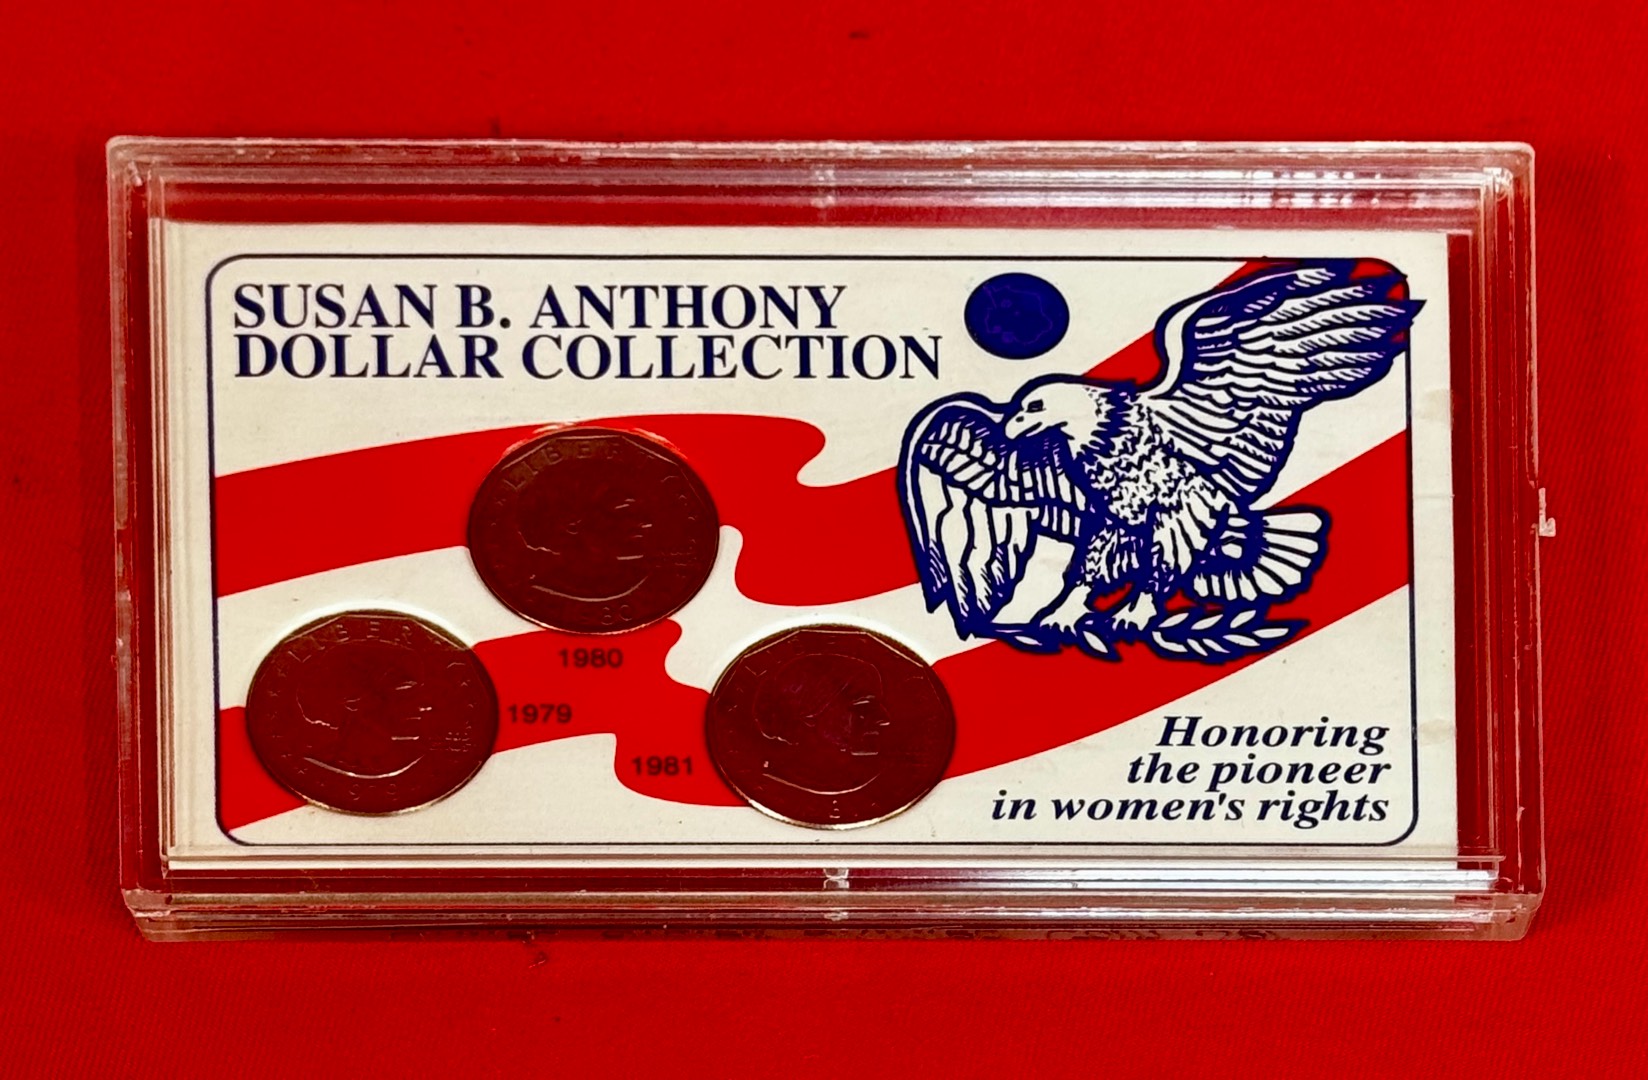 SUSAN B. ANTHONY
DOLLAR COLLECTION
1980
1979
1981
Honoring
the pioneer
in women's rights